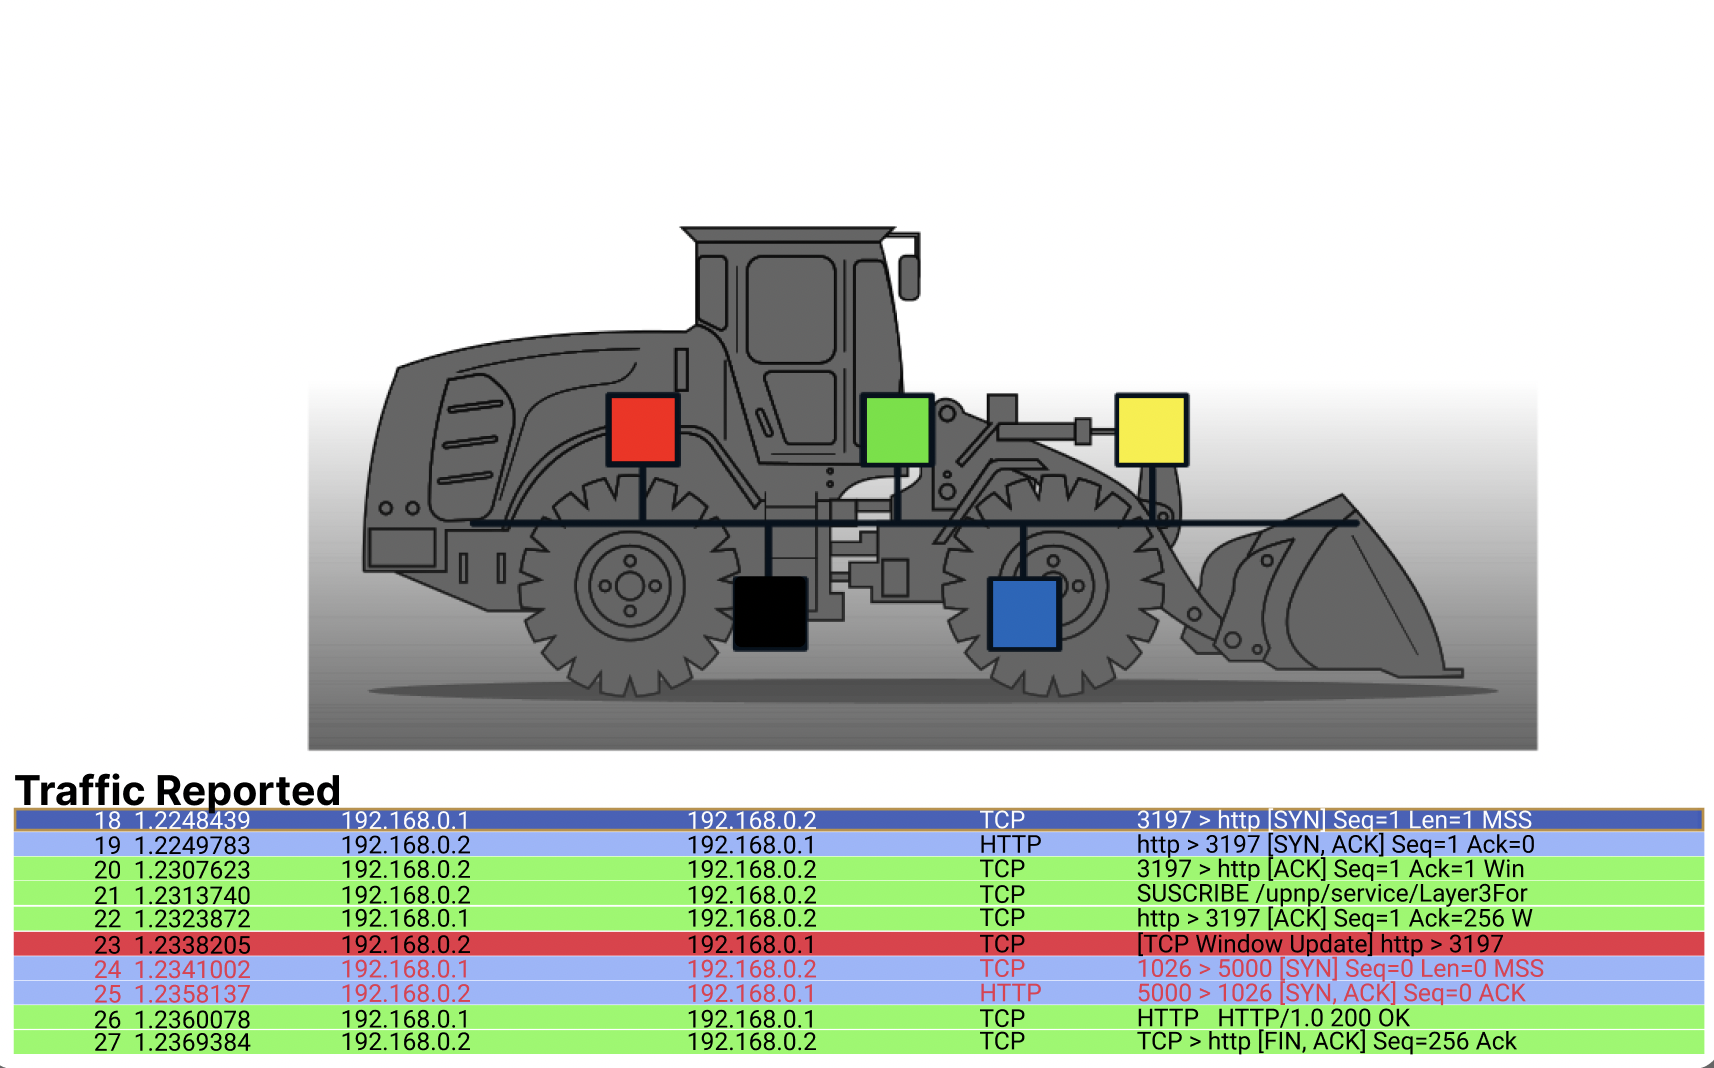 Traffic Reported
18 1.2248439 192.168.0.1 192.168.0.2 TCP 3197 > http [SYN] Seq=1 Len=1 MSS
19 1.2249783 192.168.0.2 192.168.0.1 HTTP http > 3197 [SYN, ACK] Seq=1 Ack=0
20 1.2307623 192.168.0.2 192.168.0.2 TCP 3197 > http [ACK] Seq=1 Ack=1 Win
21 1.2313740 192.168.0.2 192.168.0.2 TCP SUSCRIBE /upnp/service/Layer3For
22 1.2323872 192.168.0.1 192.168.0.2 TCP http > 3197 [ACK] Seq=1 Ack=256 W
23 1.2338205 192.168.0.2 192.168.0.1 TCP [TCP Window Update] http > 3197
24 1.2341002 192.168.0.1 192.168.0.2 TCP 1026 > 5000 [SYN] Seq=0 Len=0 MSS
25 1.2358137 192.168.0.2 192.168.0.1 HTTP 5000 > 1026 [SYN, ACK] Seq=0 ACK
26 1.2360078 192.168.0.1 192.168.0.1 TCP HTTP HTTP/1.0 200 OK
27 1.2369384 192.168.0.2 192.168.0.2 TCP TCP > http [FIN, ACK] Seq=256 Ack